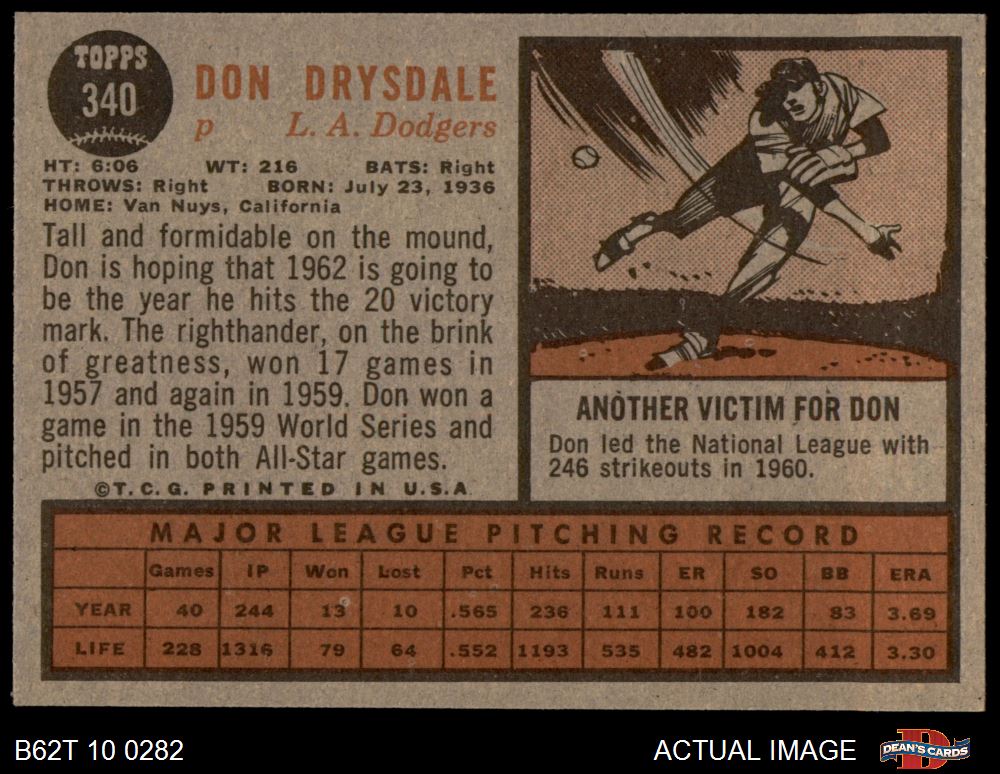 TOPPS
340
DON DRYSDALE
p L. A. Dodgers
HT: 6:06 WT: 216 BATS: Right
THROWS: Right BORN: July 23, 1936
HOME: Van Nuys, California
Tall and formidable on the mound,
Don is hoping that 1962 is going to
be the year he hits the 20 victory
mark. The righthander, on the brink
of greatness, won 17 games in
1957 and again in 1959. Don won a
game in the 1959 World Series and
pitched in both All-Star games.
©T.C.G. PRINTED IN U.S.A.
ANOTHER VICTIM FOR DON
Don led the National League with
246 strikeouts in 1960.
MAJOR LEAGUE PITCHING RECORD
Games IP Won Lost Pct Hits Runs ER SO BB ERA
YEAR 40 244 13 10 .565 236 111 100 182 83 3.69
LIFE 228 1316 79 64 .552 1193 535 482 1004 412 3.30
B62T 10 0282 ACTUAL IMAGE DEAN'S CARDS